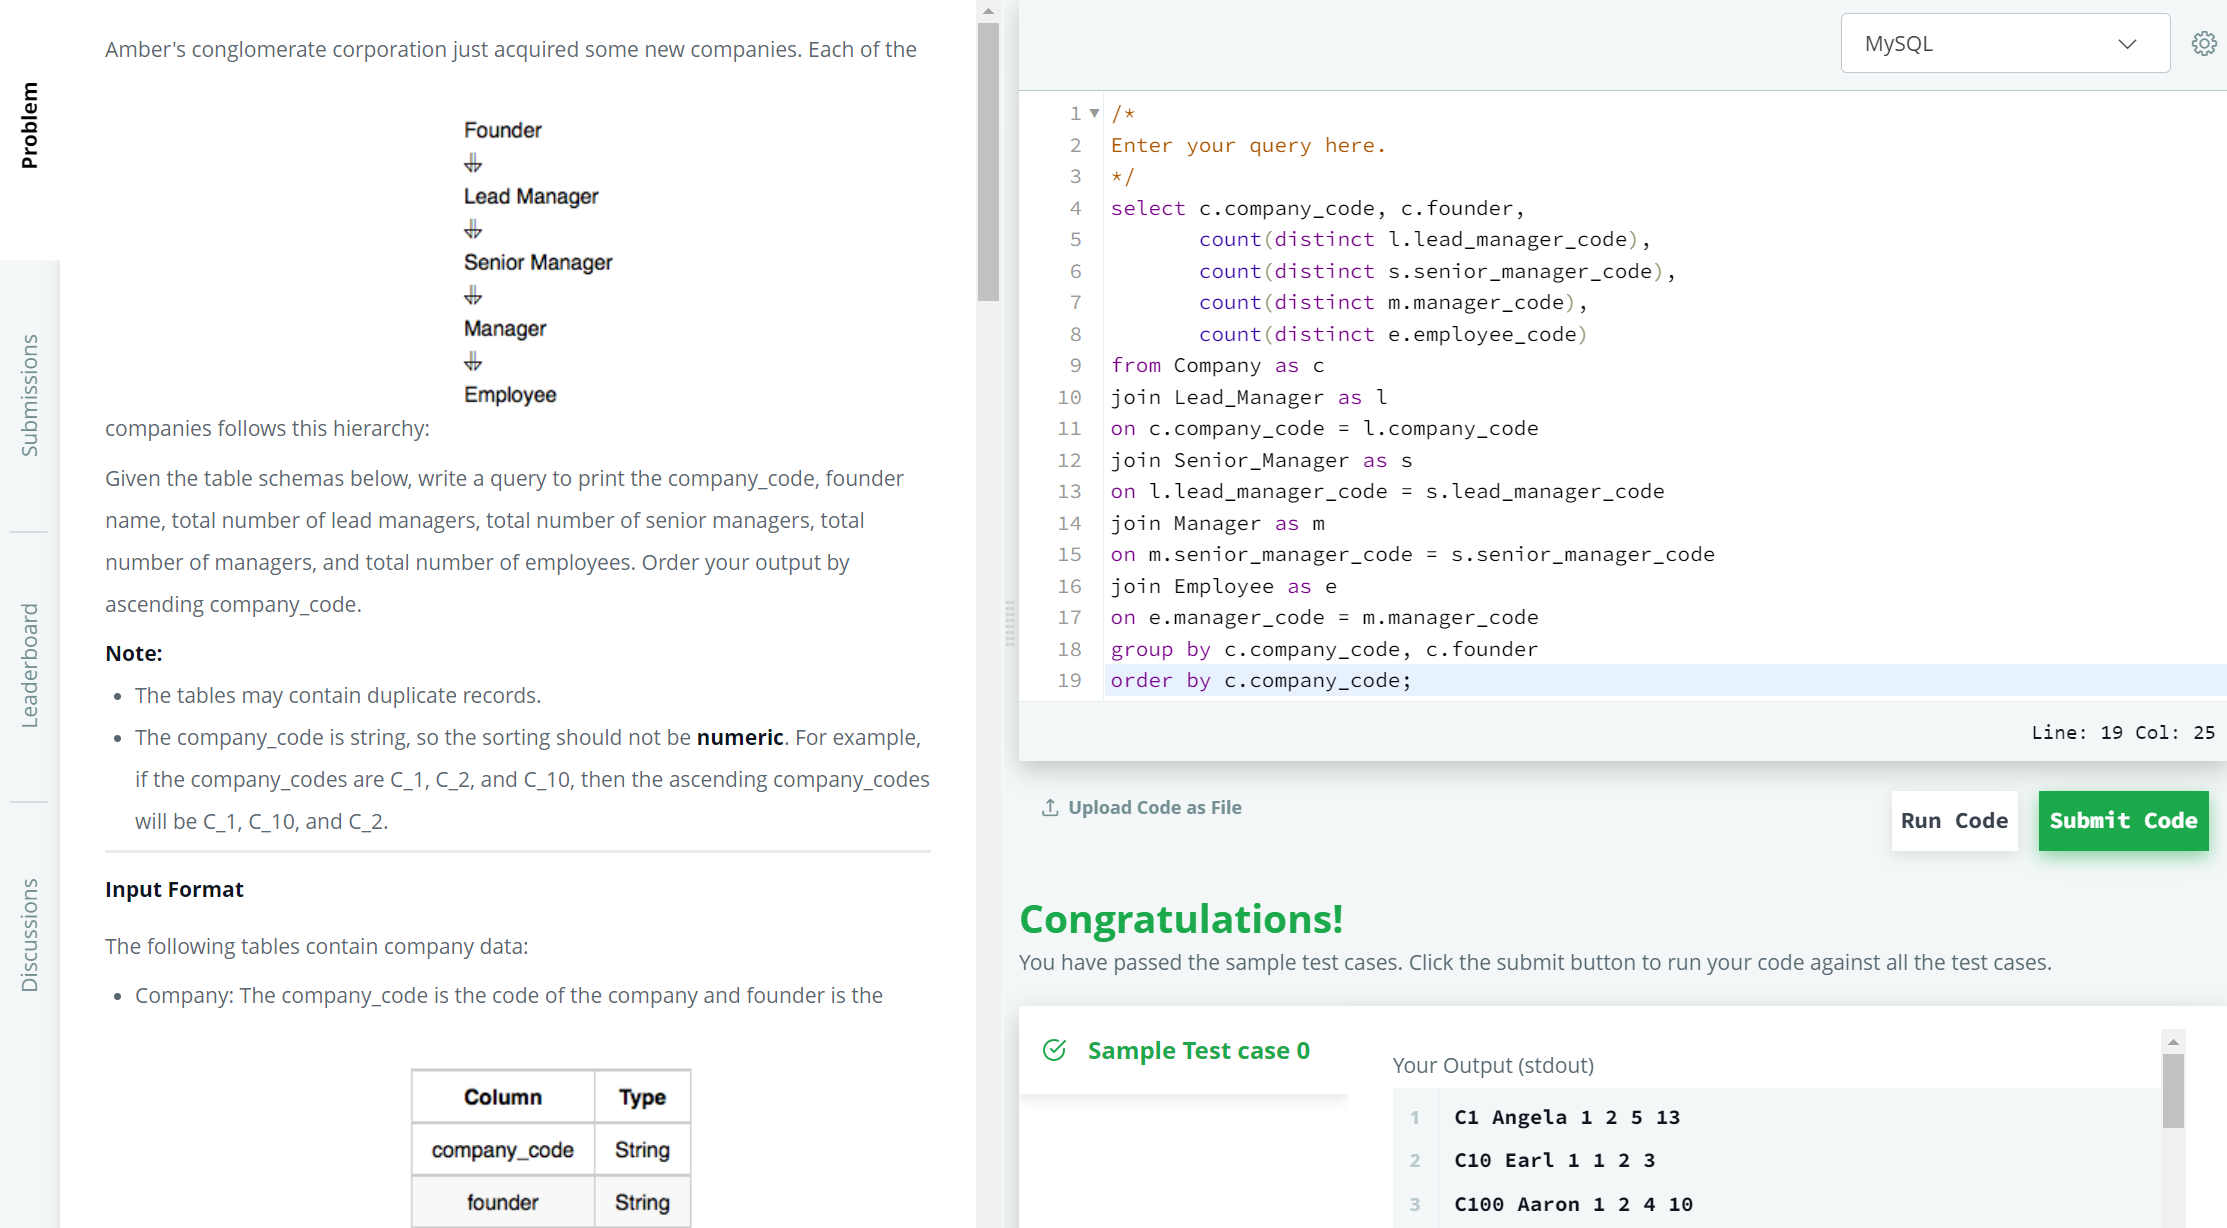 Problem
Submissions
Leaderboard
Discussions
Amber's conglomerate corporation just acquired some new companies. Each of the
Founder
Lead Manager
Senior Manager
Manager
Employee
companies follows this hierarchy:
Given the table schemas below, write a query to print the company_code, founder
name, total number of lead managers, total number of senior managers, total
number of managers, and total number of employees. Order your output by
ascending company_code.
Note:
• The tables may contain duplicate records.
• The company_code is string, so the sorting should not be numeric. For example,
if the company_codes are C_1, C_2, and C_10, then the ascending company_codes
will be C_1, C_10, and C_2.
Input Format
The following tables contain company data:
• Company: The company_code is the code of the company and founder is the
Column Type
company_code String
founder String
MySQL
1 /*
2 Enter your query here.
3 */
4 select c.company_code, c.founder,
5 count(distinct l.lead_manager_code),
6 count(distinct s.senior_manager_code),
7 count(distinct m.manager_code),
8 count(distinct e.employee_code)
9 from Company as c
10 join Lead_Manager as l
11 on c.company_code = l.company_code
12 join Senior_Manager as s
13 on l.lead_manager_code = s.lead_manager_code
14 join Manager as m
15 on m.senior_manager_code = s.senior_manager_code
16 join Employee as e
17 on e.manager_code = m.manager_code
18 group by c.company_code, c.founder
19 order by c.company_code;
Line: 19 Col: 25
Upload Code as File
Run Code
Submit Code
Congratulations!
You have passed the sample test cases. Click the submit button to run your code against all the test cases.
Sample Test case 0
Your Output (stdout)
1 C1 Angela 1 2 5 13
2 C10 Earl 1 1 2 3
3 C100 Aaron 1 2 4 10